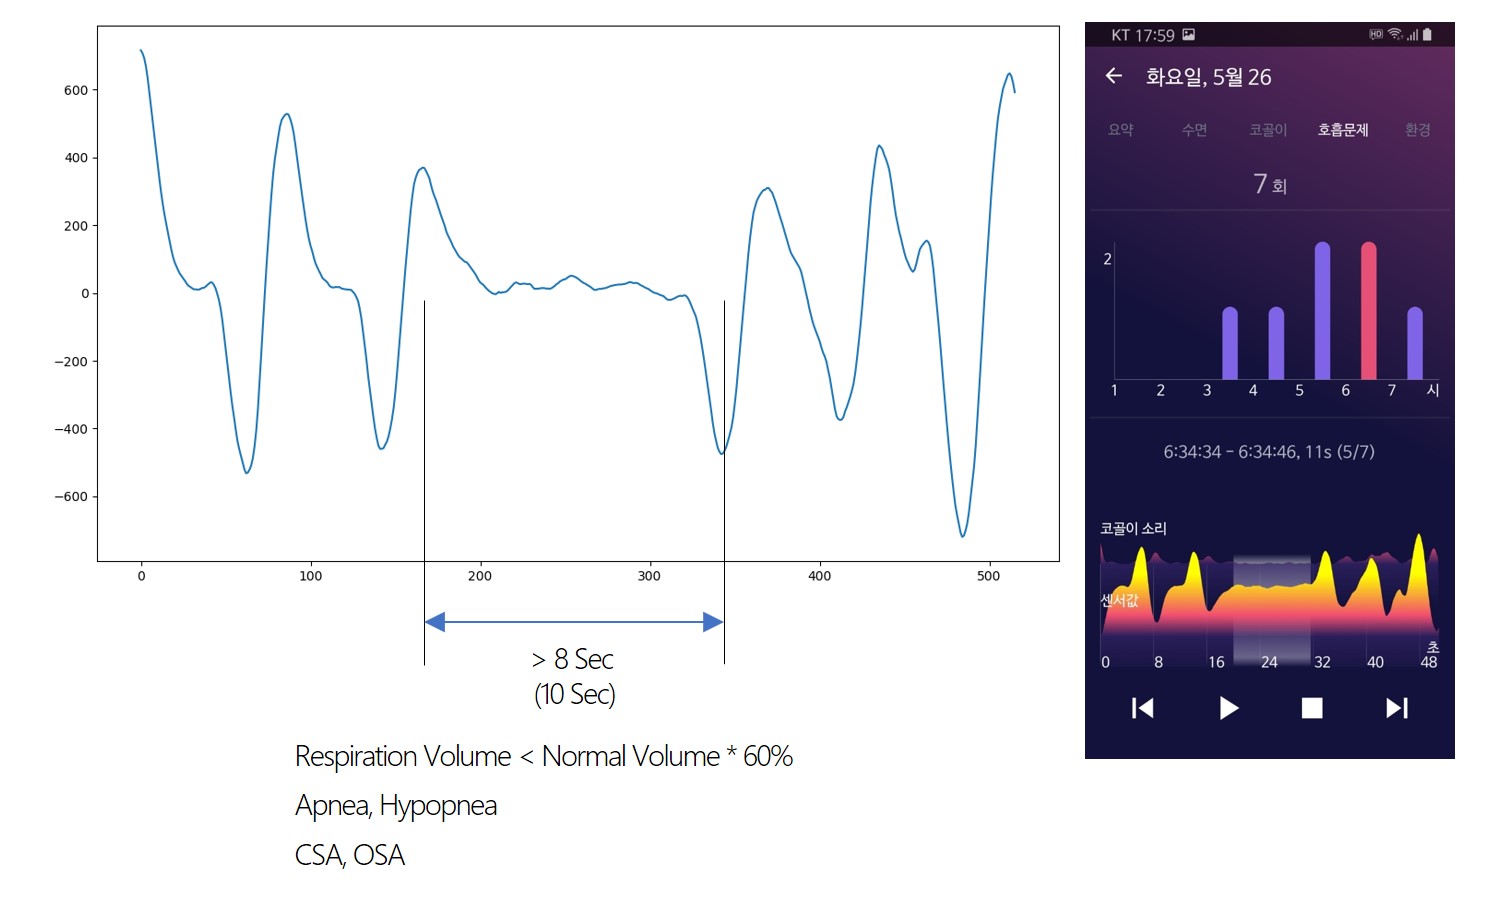 600
400
200
0
−200
−400
−600
0 100 200 300 400 500
> 8 Sec
(10 Sec)
Respiration Volume < Normal Volume * 60%
Apnea, Hypopnea
CSA, OSA
KT 17:59 HD
화요일, 5월 26
요약 수면 코골이 호흡문제 환경
7 회
2
1 2 3 4 5 6 7 시
6:34:34 - 6:34:46, 11s (5/7)
코골이 소리
센서값
초
0 8 16 24 32 40 48